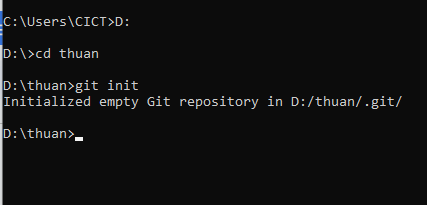 C:\Users\CICT>D:
D:\>cd thuan
D:\thuan>git init
Initialized empty Git repository in D:/thuan/.git/
D:\thuan>